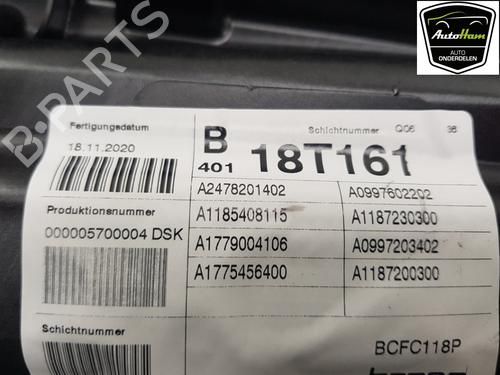 AutoHam
AUTO
ONDERDELEN
B-PARTS
Fertigungsdatum
18.11.2020
B
401
Schichtnummer Q06 36
18T161
A2478201402 A0997602202
Produktionsnummer
A1185408115 A1187230300
000005700004 DSK
A1779004106 A0997203402
A1775456400 A1187200300
Schichtnummer
BCFC118P